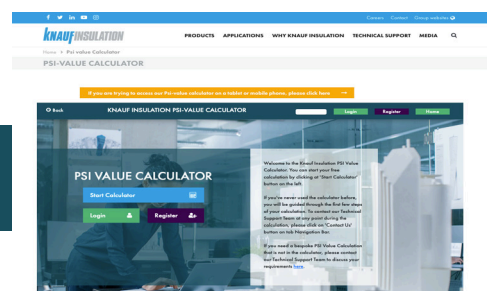 Careers Contact Group websites
knaufINSULATION
PRODUCTS APPLICATIONS WHY KNAUF INSULATION TECHNICAL SUPPORT MEDIA
Home Psi value Calculator
PSI-VALUE CALCULATOR
If you are trying to access our Psi-value calculator on a tablet or mobile phone, please click here →
Back KNAUF INSULATION PSI-VALUE CALCULATOR Login Register Home
PSI VALUE CALCULATOR
Start Calculator
Login Register
Welcome to the Knauf Insulation PSI Value
Calculator. You can start your free
calculation by clicking at 'Start Calculator'
button on the left.
If you've never used the calculator before,
you will be guided through the first few steps
of your calculation. To contact our Technical
Support Team at any point during the
calculation, please click on 'Contact Us'
button on tab Navigation Bar.
If you need a bespoke PSI Value Calculation
that is not in the calculator, please contact
our Technical Support Team to discuss your
requirements here.